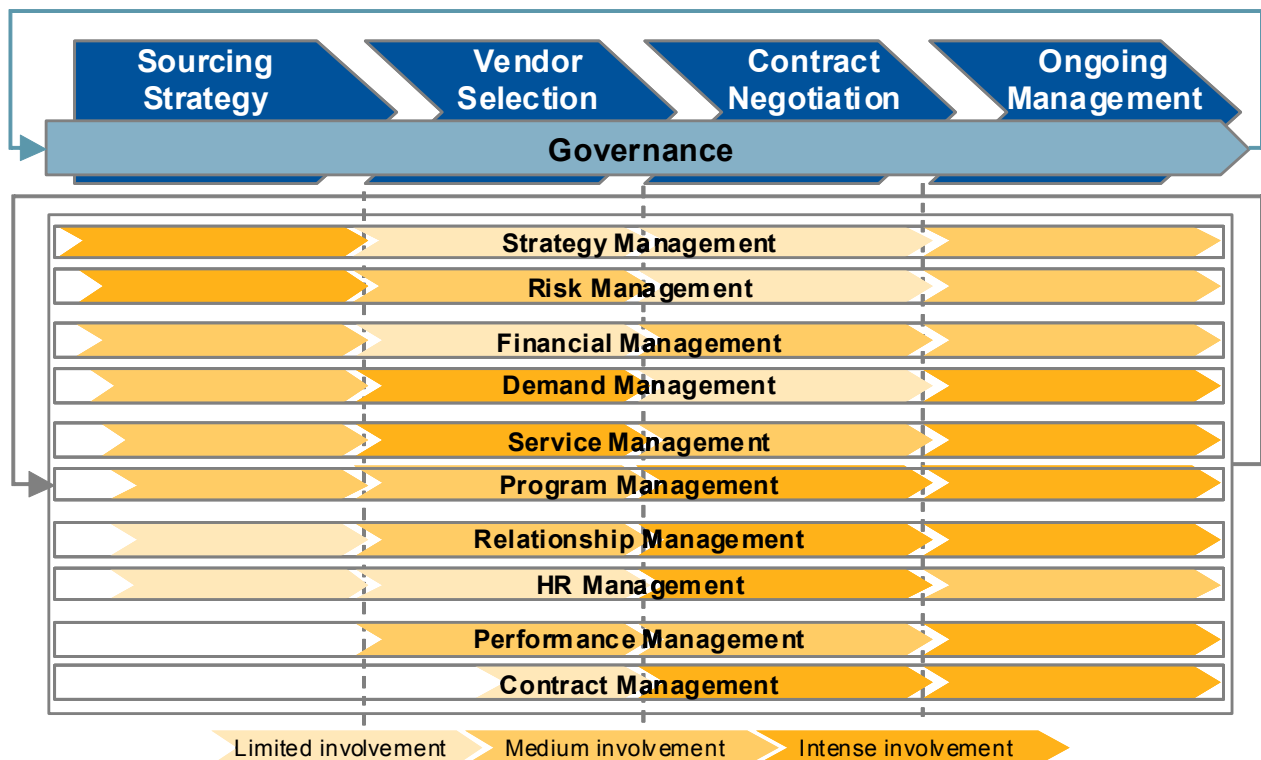 Sourcing
Strategy
Vendor
Selection
Contract
Negotiation
Ongoing
Management
Governance
Strategy Management
Risk Management
Financial Management
Demand Management
Service Management
Program Management
Relationship Management
HR Management
Performance Management
Contract Management
Limited involvement
Medium involvement
Intense involvement